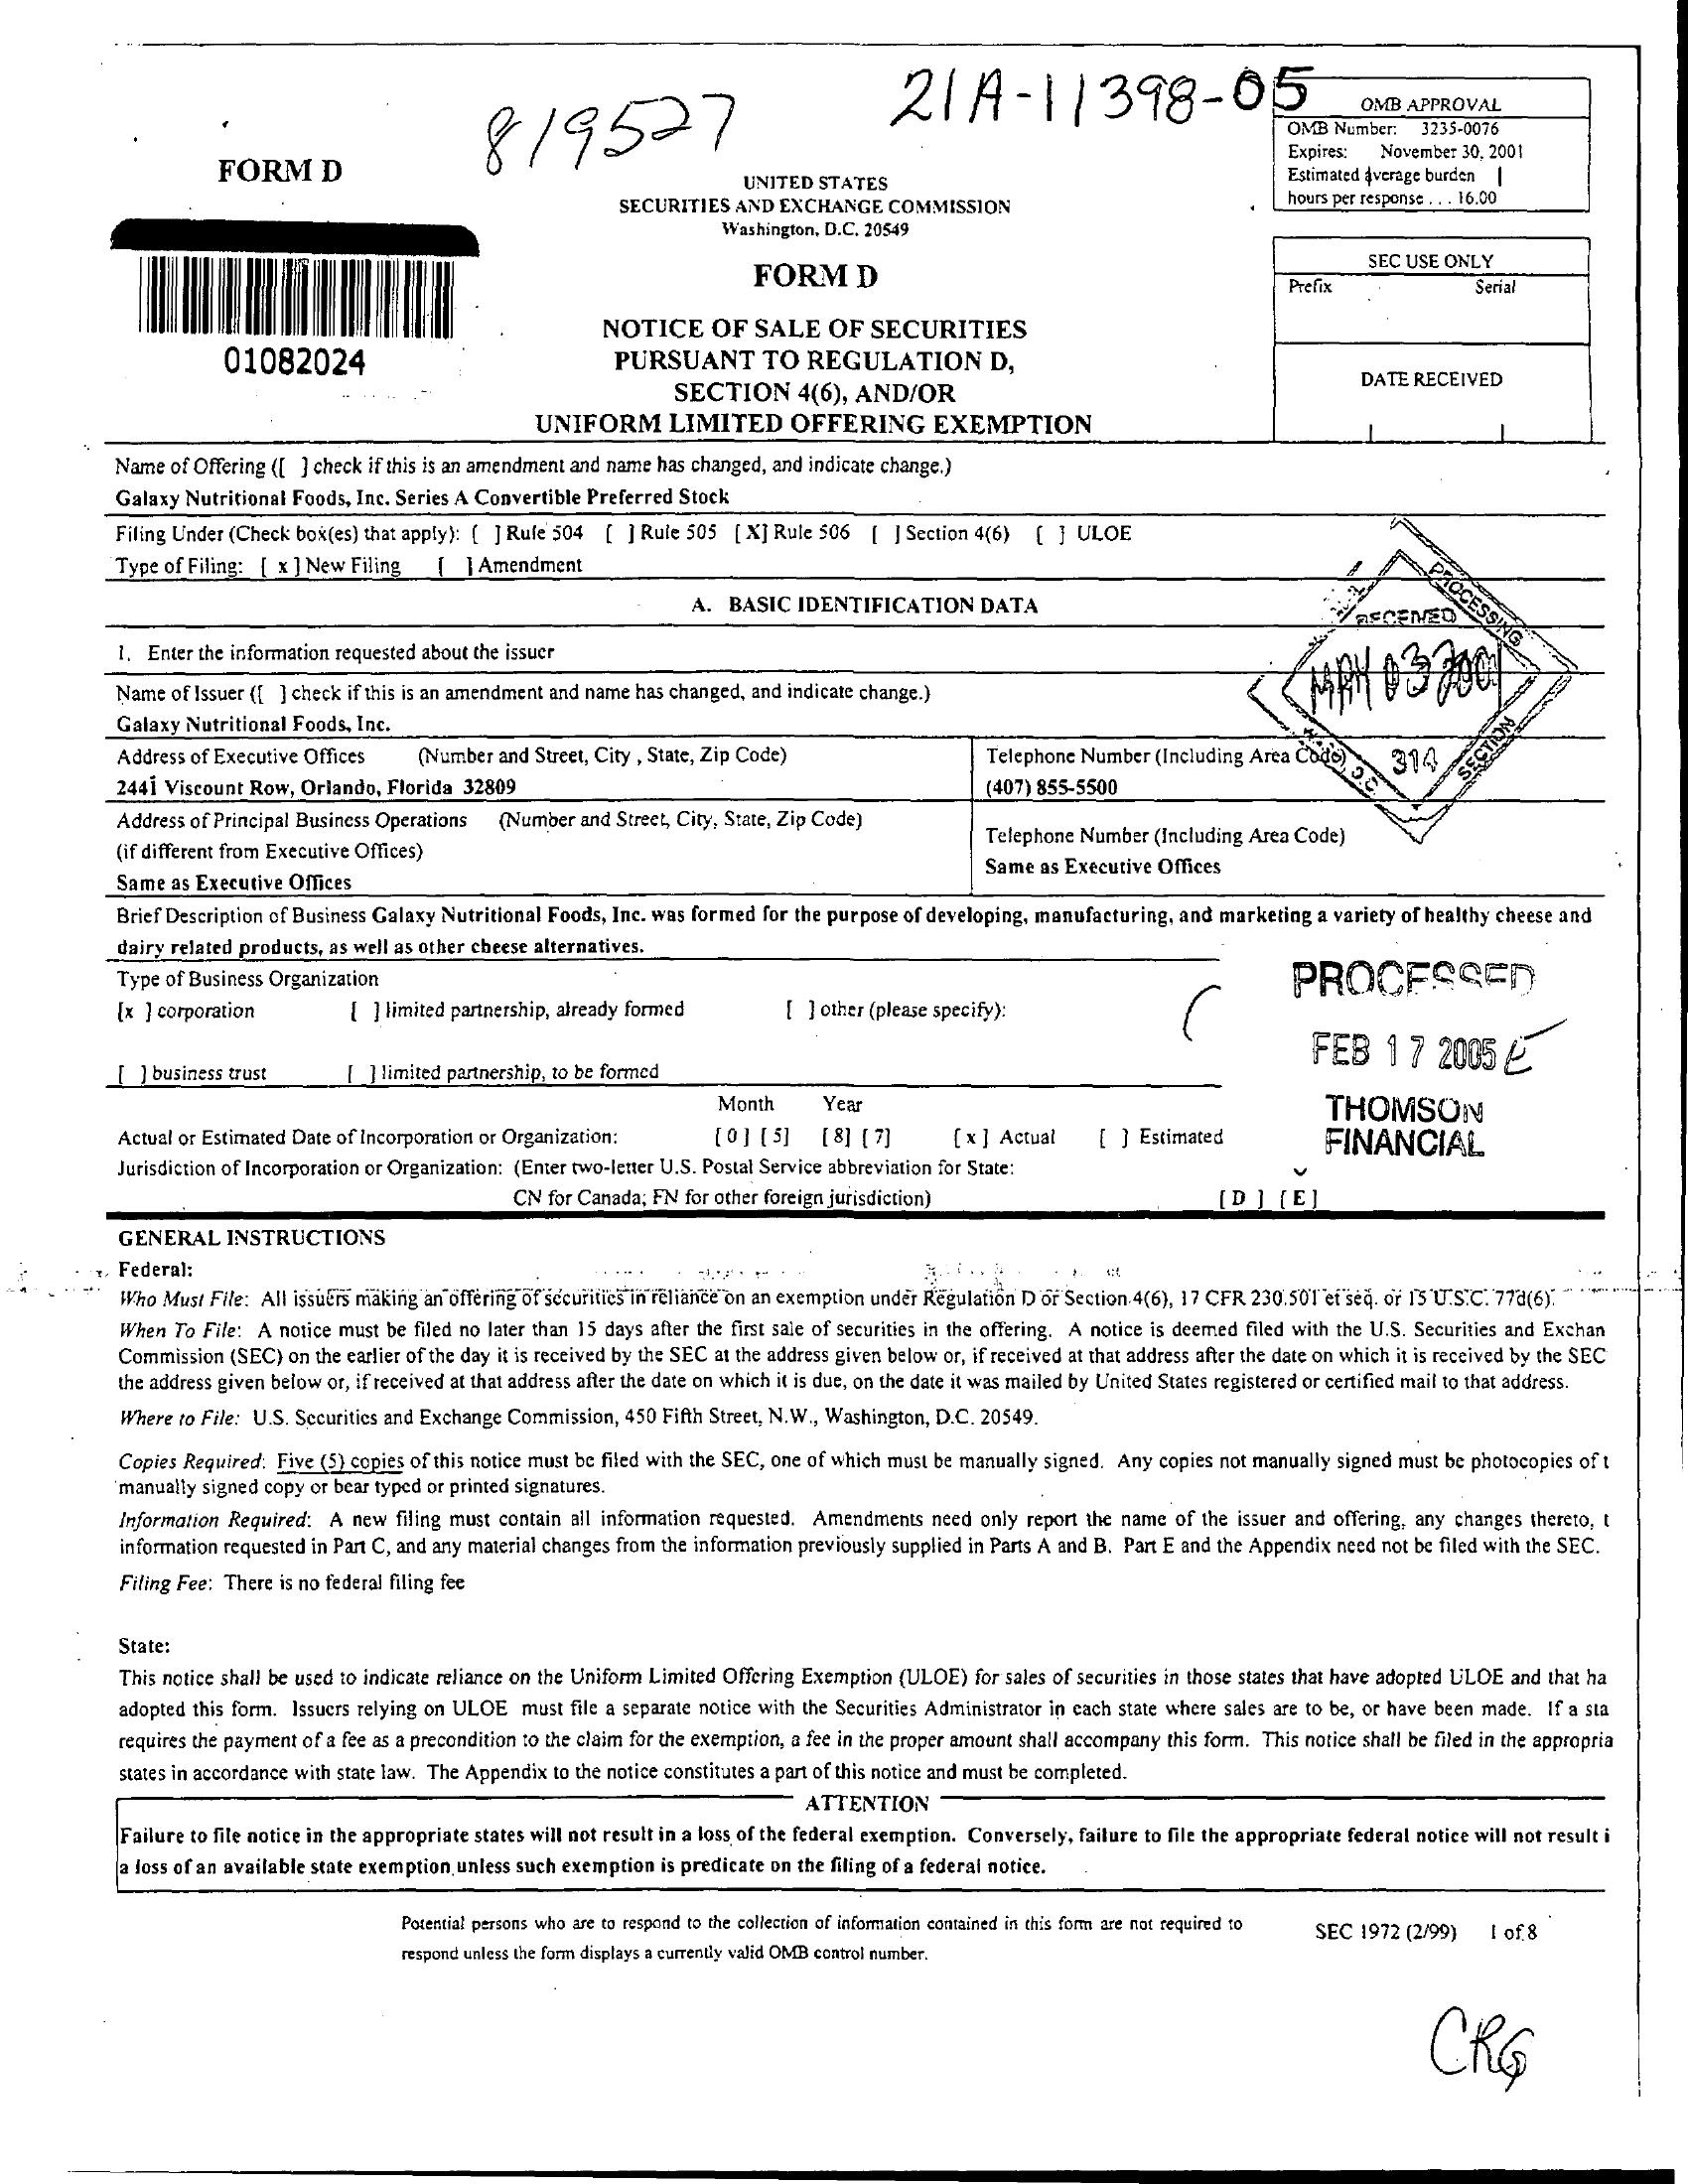 819527
21A-11398-05
OMB APPROVAL
OMB Number: 3235-0076
Expires: November 30, 2001
Estimated average burden
hours per response . . . 16.00
FORM D
UNITED STATES
SECURITIES AND EXCHANGE COMMISSION
Washington, D.C. 20549
SEC USE ONLY
Prefix Serial
DATE RECEIVED
01082024
FORM D
NOTICE OF SALE OF SECURITIES
PURSUANT TO REGULATION D,
SECTION 4(6), AND/OR
UNIFORM LIMITED OFFERING EXEMPTION
Name of Offering ([ ] check if this is an amendment and name has changed, and indicate change.)
Galaxy Nutritional Foods, Inc. Series A Convertible Preferred Stock
Filing Under (Check box(es) that apply): [ ] Rule 504 [ ] Rule 505 [X] Rule 506 [ ] Section 4(6) [ ] ULOE
Type of Filing: [ x ] New Filing [ ] Amendment
A. BASIC IDENTIFICATION DATA
RECEIVED
PROCESSING
SECTION
314
1. Enter the information requested about the issuer
Name of Issuer ([ ] check if this is an amendment and name has changed, and indicate change.)
Galaxy Nutritional Foods, Inc.
Address of Executive Offices (Number and Street, City , State, Zip Code)
2441 Viscount Row, Orlando, Florida 32809
Telephone Number (Including Area Code)
(407) 855-5500
Address of Principal Business Operations (Number and Street, City, State, Zip Code)
(if different from Executive Offices)
Same as Executive Offices
Telephone Number (Including Area Code)
Same as Executive Offices
Brief Description of Business Galaxy Nutritional Foods, Inc. was formed for the purpose of developing, manufacturing, and marketing a variety of healthy cheese and
dairy related products, as well as other cheese alternatives.
Type of Business Organization
[x ] corporation [ ] limited partnership, already formed [ ] other (please specify):
[ ] business trust [ ] limited partnership, to be formed
PROCESSED
FEB 17 2005
THOMSON
FINANCIAL
Month Year
Actual or Estimated Date of Incorporation or Organization: [0] [5] [8] [7] [x] Actual [ ] Estimated
Jurisdiction of Incorporation or Organization: (Enter two-letter U.S. Postal Service abbreviation for State:
CN for Canada; FN for other foreign jurisdiction) [D] [E]
GENERAL INSTRUCTIONS
Federal:
Who Must File: All issuers making an offering of securities in reliance on an exemption under Regulation D or Section 4(6), 17 CFR 230.501 et seq. or 15 U.S.C. 77d(6).
When To File: A notice must be filed no later than 15 days after the first sale of securities in the offering. A notice is deemed filed with the U.S. Securities and Exchan
Commission (SEC) on the earlier of the day it is received by the SEC at the address given below or, if received at that address after the date on which it is received by the SEC
the address given below or, if received at that address after the date on which it is due, on the date it was mailed by United States registered or certified mail to that address.
Where to File: U.S. Securities and Exchange Commission, 450 Fifth Street, N.W., Washington, D.C. 20549.
Copies Required: Five (5) copies of this notice must be filed with the SEC, one of which must be manually signed. Any copies not manually signed must be photocopies of t
manually signed copy or bear typed or printed signatures.
Information Required: A new filing must contain all information requested. Amendments need only report the name of the issuer and offering, any changes thereto, t
information requested in Part C, and any material changes from the information previously supplied in Parts A and B. Part E and the Appendix need not be filed with the SEC.
Filing Fee: There is no federal filing fee
State:
This notice shall be used to indicate reliance on the Uniform Limited Offering Exemption (ULOE) for sales of securities in those states that have adopted ULOE and that ha
adopted this form. Issuers relying on ULOE must file a separate notice with the Securities Administrator in each state where sales are to be, or have been made. If a sta
requires the payment of a fee as a precondition to the claim for the exemption, a fee in the proper amount shall accompany this form. This notice shall be filed in the appropria
states in accordance with state law. The Appendix to the notice constitutes a part of this notice and must be completed.
ATTENTION
Failure to file notice in the appropriate states will not result in a loss of the federal exemption. Conversely, failure to file the appropriate federal notice will not result i
a loss of an available state exemption unless such exemption is predicate on the filing of a federal notice.
Potential persons who are to respond to the collection of information contained in this form are not required to
respond unless the form displays a currently valid OMB control number.
SEC 1972 (2/99) 1 of 8
CRG